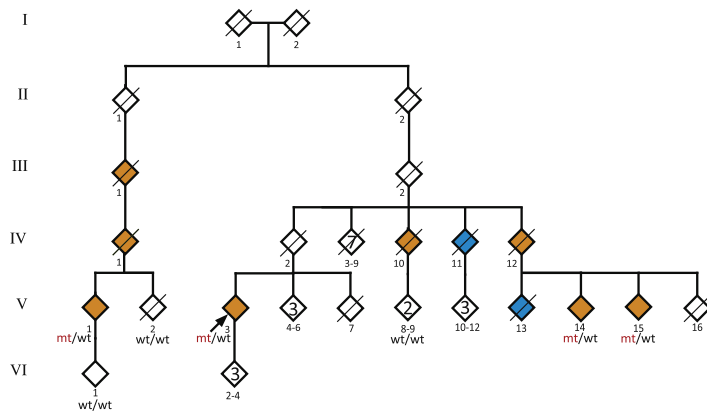 I
1 2
II
1 2
III
1 2
IV
7
1 2 3-9 10 11 12
V
3 2 3
1 2 3 4-6 7 8-9 10-12 13 14 15 16
mt/wt wt/wt mt/wt wt/wt mt/wt mt/wt
VI
3
1 2-4
wt/wt